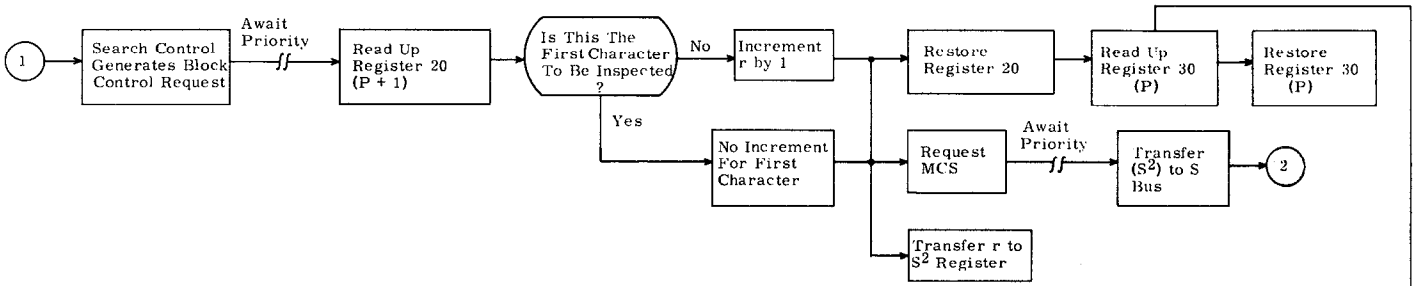 1
Search Control
Generates Block
Control Request
Await
Priority
Read Up
Register 20
(P + 1)
Is This The
First Character
To Be Inspected
?
No
Yes
Increment
r by 1
No Increment
For First
Character
Restore
Register 20
Read Up
Register 30
(P)
Restore
Register 30
(P)
Request
MCS
Await
Priority
Transfer
(S²) to S
Bus
2
Transfer r to
S² Register